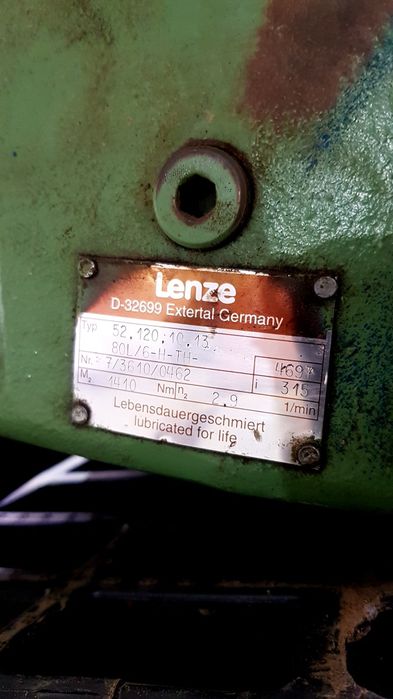 Lenze
D-32699 Extertal Germany
Typ 52.120.10.13
80L/6-H-TH-
Nr. 7/3610/0462 469
i 315
M2 1410 Nm n2 2.9 1/min
Lebensdauergeschmiert
lubricated for life